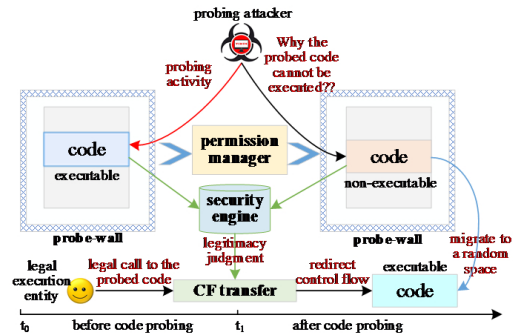 probing attacker
Why the
probed code
cannot be
executed??
probing
activity
code
executable
permission
manager
code
non-executable
security
engine
probe-wall
probe-wall
legitimacy
judgment
migrate to
a random
space
legal
execution
entity
legal call to
the probed code
CF transfer
redirect
control flow
executable
code
t0
before code probing
t1
after code probing